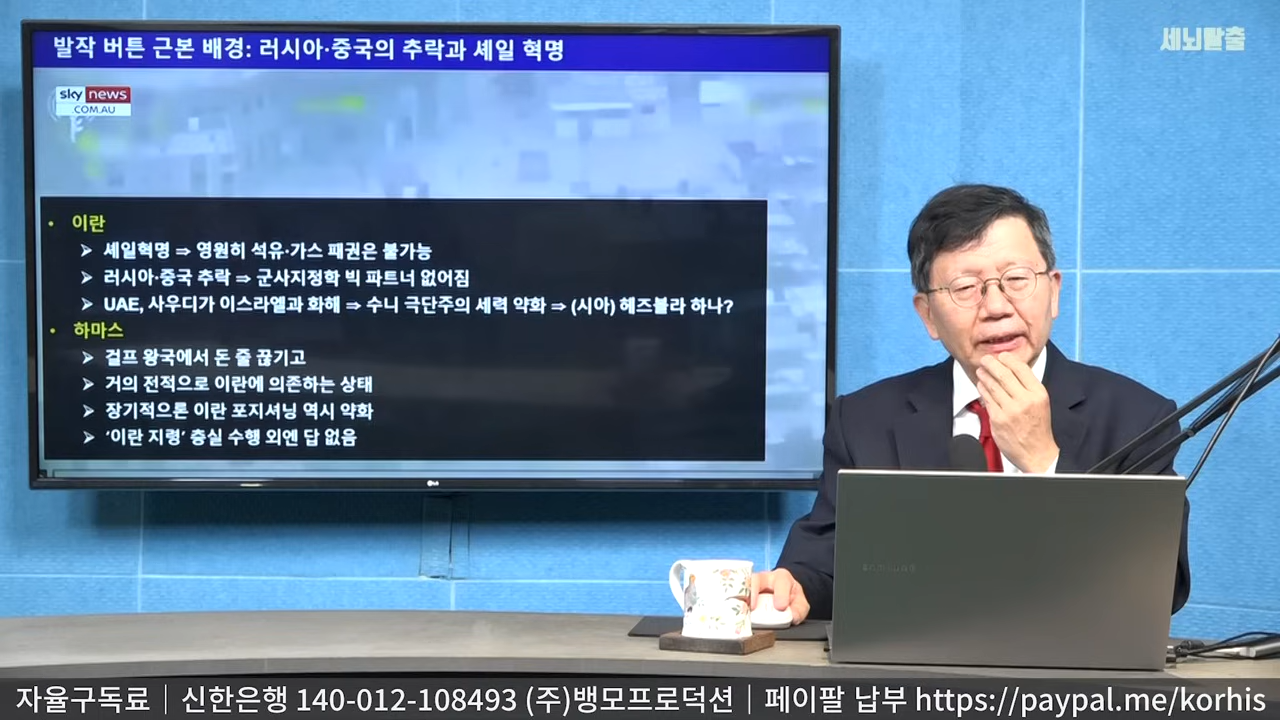 발작 버튼 근본 배경: 러시아·중국의 추락과 셰일 혁명
세뇌탈출
sky news
.COM.AU
• 이란
➢ 셰일혁명 ⇒ 영원히 석유·가스 패권은 불가능
➢ 러시아·중국 추락 ⇒ 군사지정학 빅 파트너 없어짐
➢ UAE, 사우디가 이스라엘과 화해 ⇒ 수니 극단주의 세력 약화 ⇒ (시아) 헤즈볼라 하나?
• 하마스
➢ 걸프 왕국에서 돈 줄 끊기고
➢ 거의 전적으로 이란에 의존하는 상태
➢ 장기적으론 이란 포지셔닝 역시 약화
➢ ‘이란 지령’ 충실 수행 외엔 답 없음
LG
SAMSUNG
자율구독료│신한은행 140-012-108493 (주)뱅모프로덕션│페이팔 납부 https://paypal.me/korhis